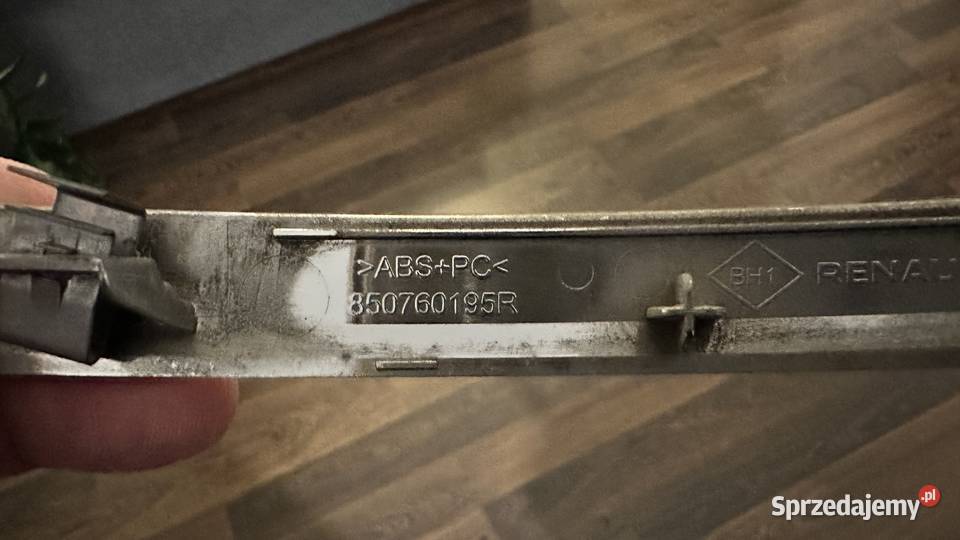 >ABS+PC<
850760195R
BH1
RENAU
Sprzedajemy.pl